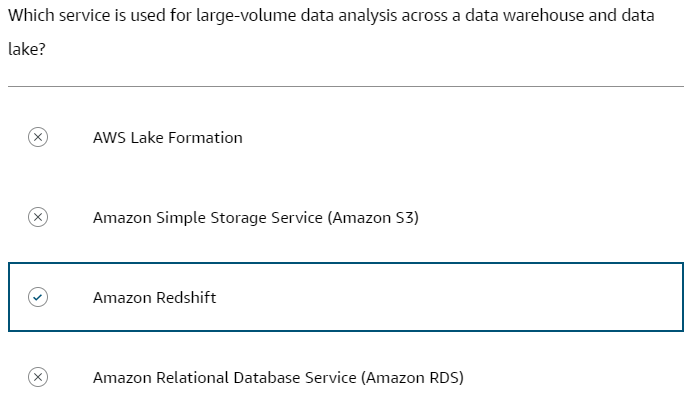 Which service is used for large-volume data analysis across a data warehouse and data
lake?
AWS Lake Formation
Amazon Simple Storage Service (Amazon S3)
Amazon Redshift
Amazon Relational Database Service (Amazon RDS)